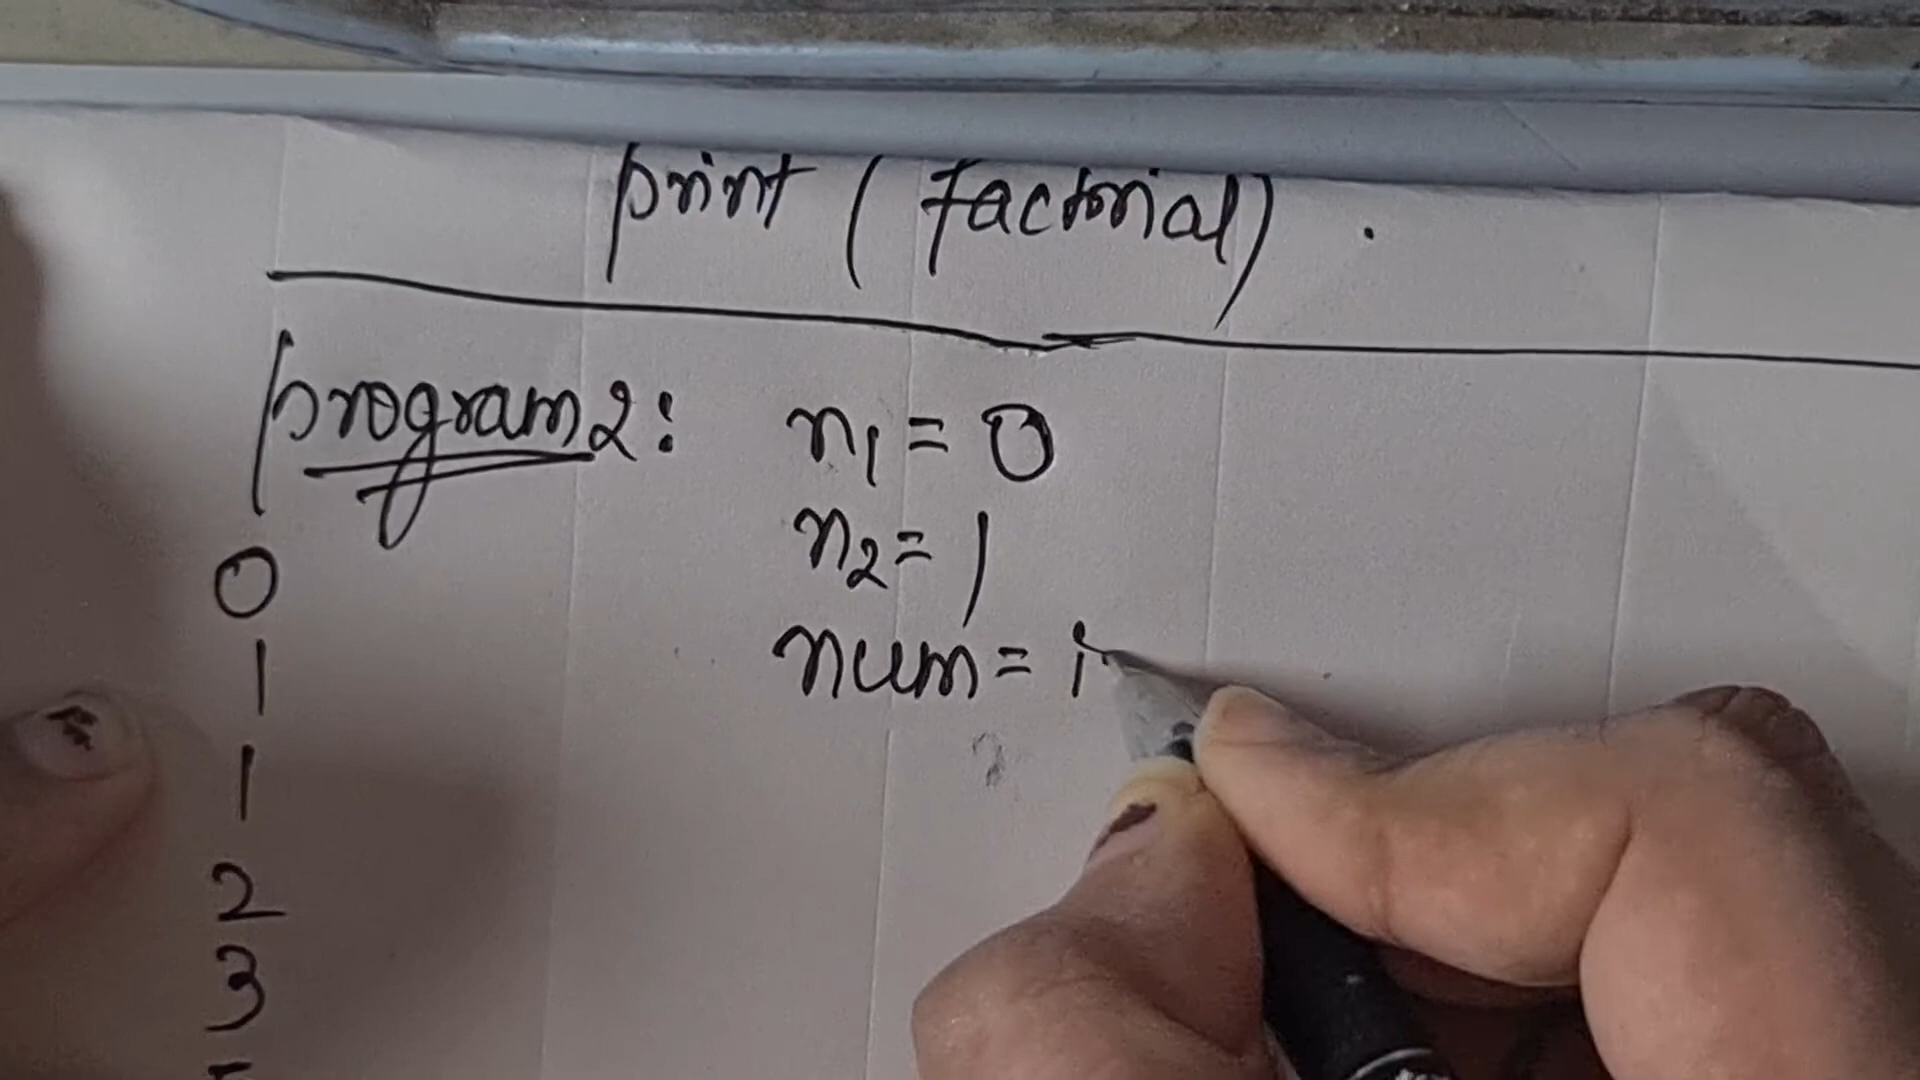 print (Factorial) .
program2: n1 = 0
n2 = 1
num = i
0
1
1
2
3